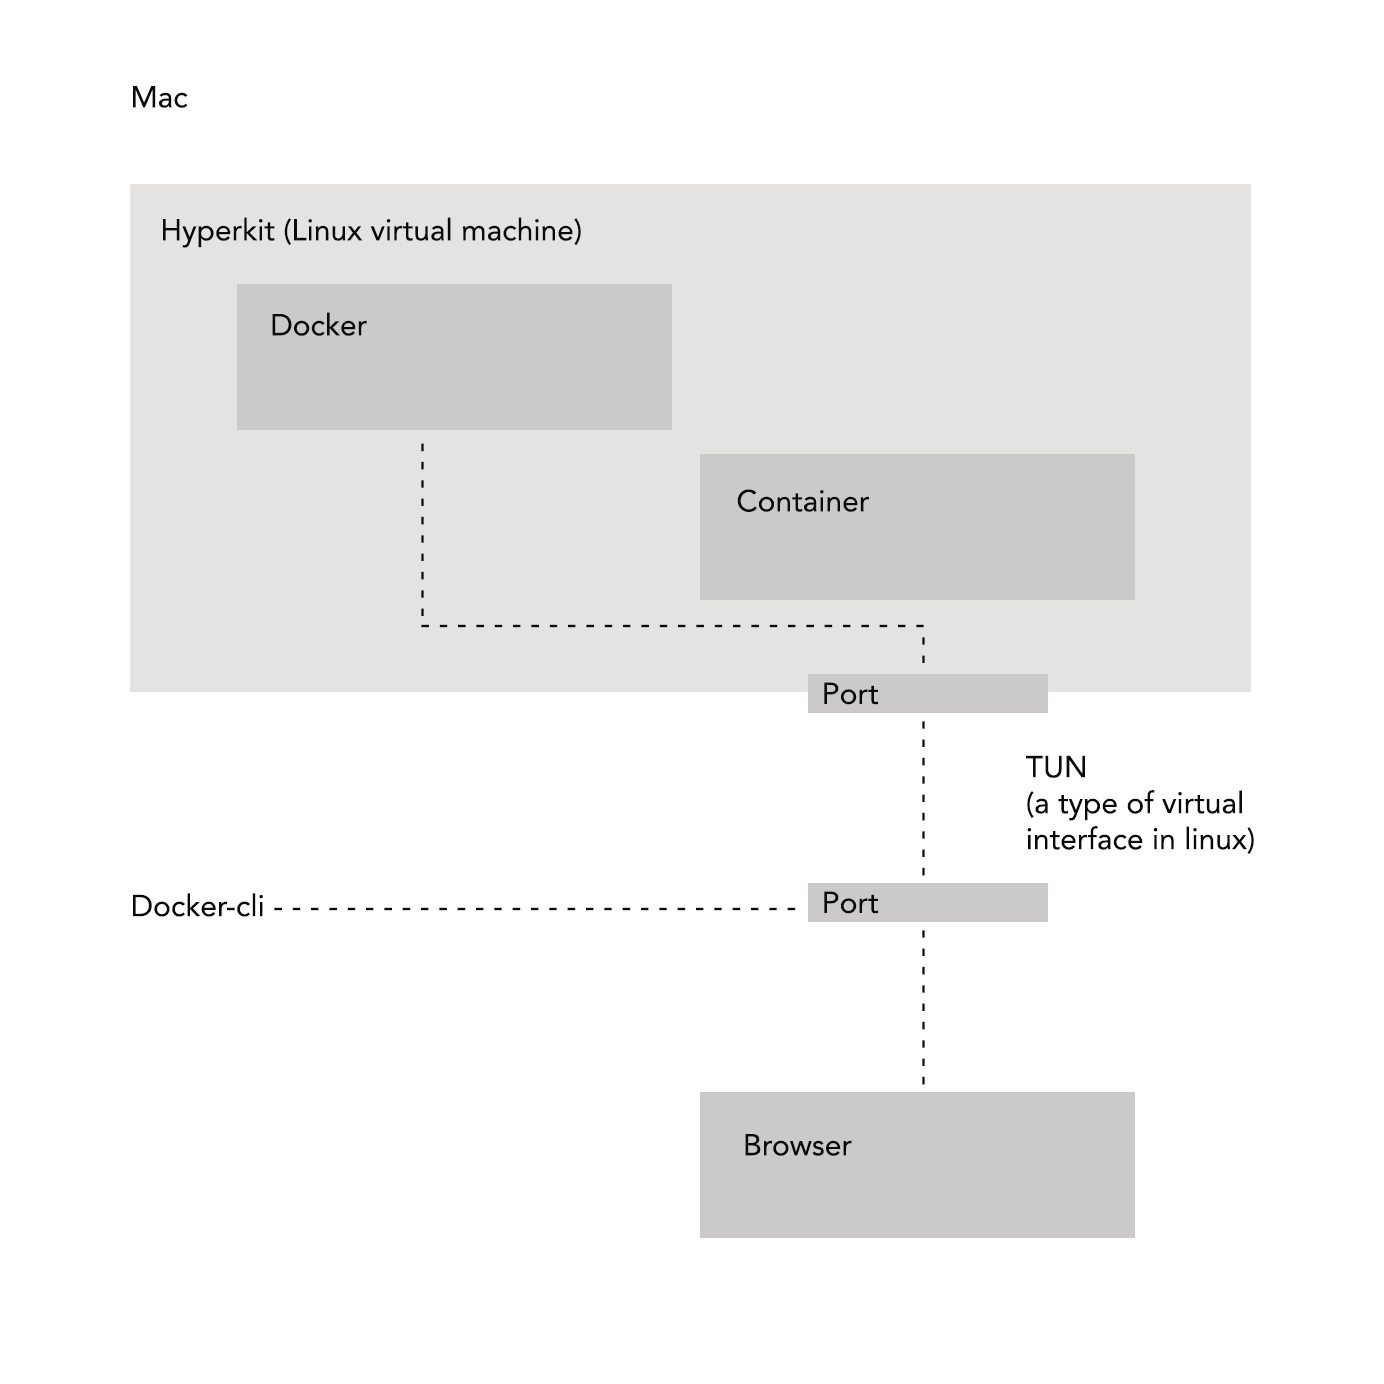 Mac
Hyperkit (Linux virtual machine)
Docker
Container
Port
TUN
(a type of virtual
interface in linux)
Docker-cli
Port
Browser